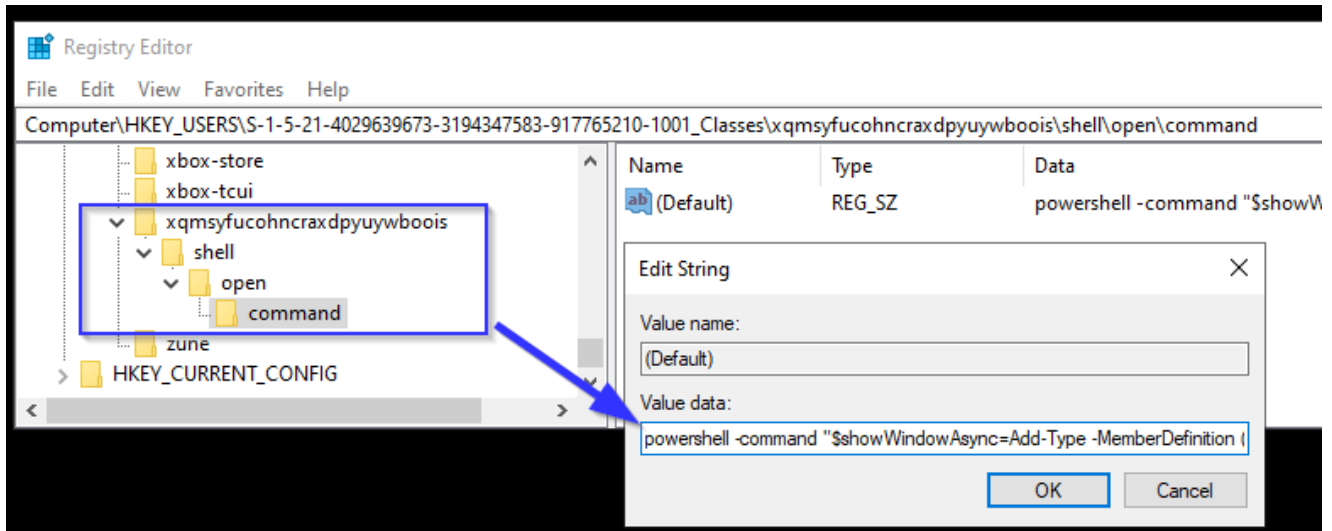 Registry Editor
File Edit View Favorites Help
Computer\HKEY_USERS\S-1-5-21-4029639673-3194347583-917765210-1001_Classes\xqmsyfucohncraxdpyuywboois\shell\open\command
xbox-store
xbox-tcui
xqmsyfucohncraxdpyuywboois
shell
open
command
zune
HKEY_CURRENT_CONFIG
Name Type Data
ab (Default) REG_SZ powershell -command "$showW
Edit String
Value name:
(Default)
Value data:
powershell -command "$showWindowAsync=Add-Type -MemberDefinition (
OK Cancel